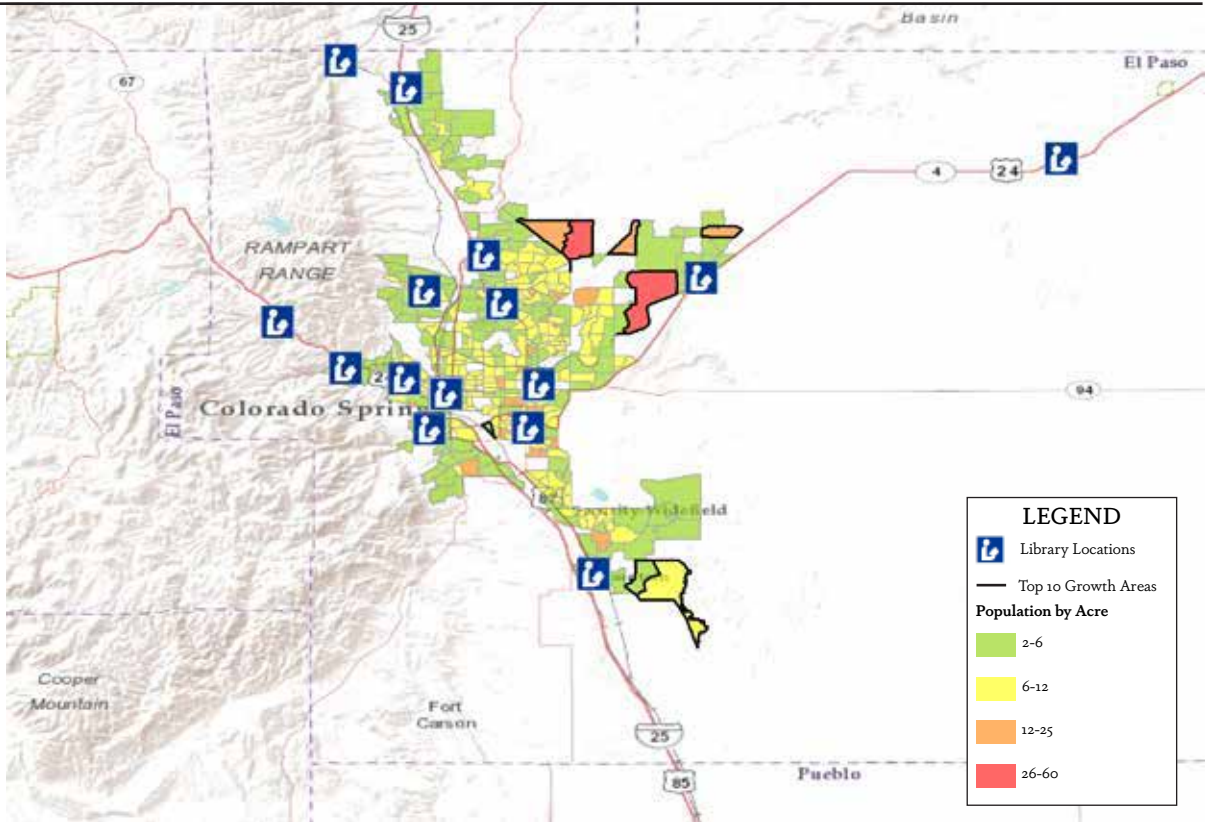 Basin
25
El Paso
67
4
24
RAMPART
RANGE
94
El Paso
Colorado Sprin
Security Widefield
Cooper
Mountain
Fort
Carson
25
85
Pueblo
LEGEND
Library Locations
Top 10 Growth Areas
Population by Acre
2-6
6-12
12-25
26-60